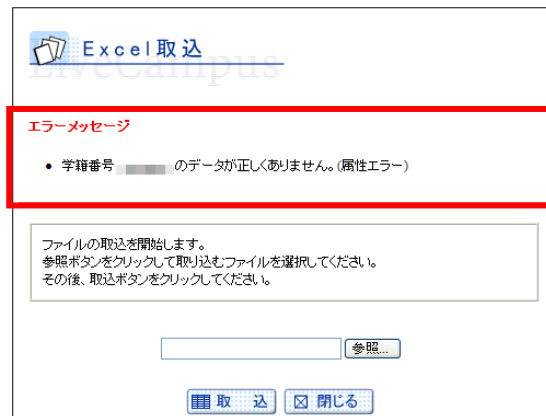 Excel取込
LiveCampus
エラーメッセージ
学籍番号 のデータが正しくありません。(属性エラー)
ファイルの取込を開始します。
参照ボタンをクリックして取り込むファイルを選択してください。
その後、取込ボタンをクリックしてください。
参照...
取 込
閉じる